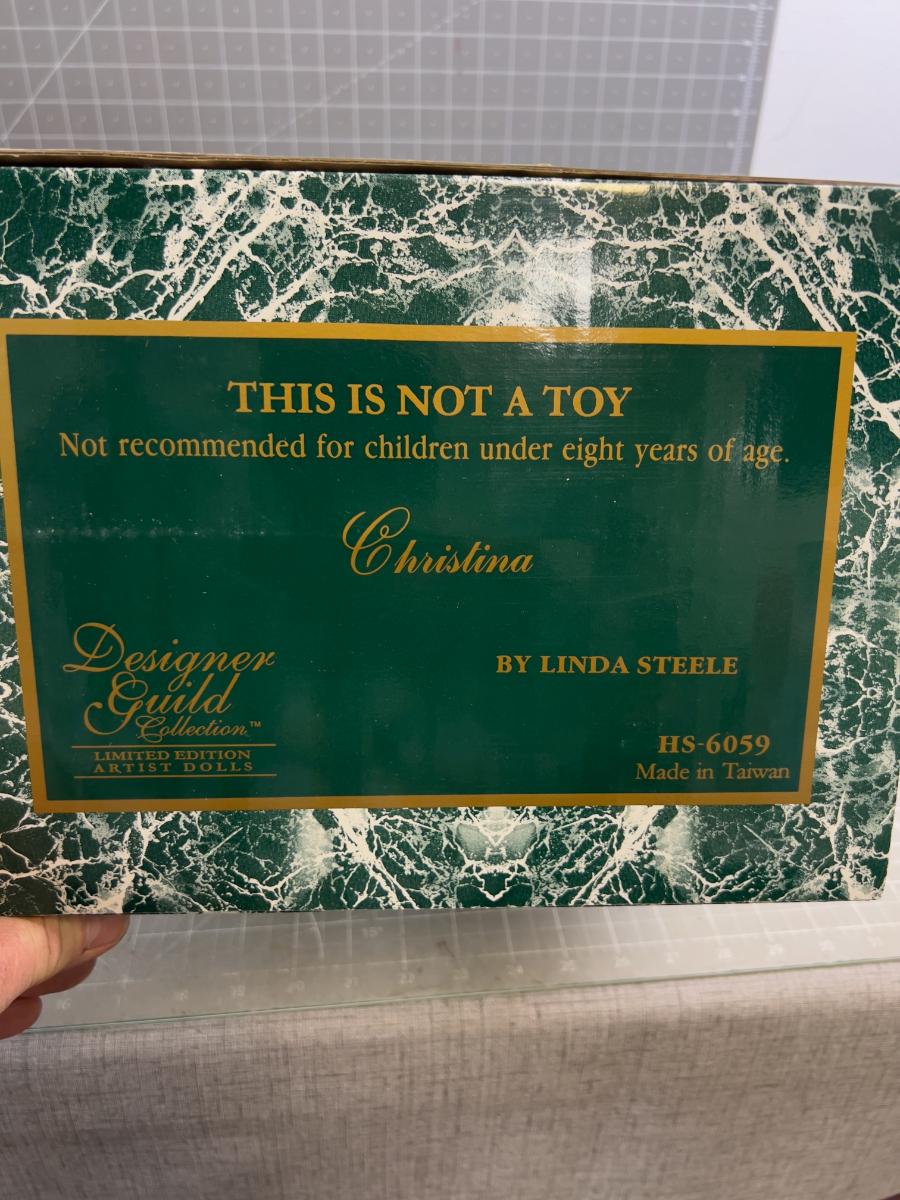 THIS IS NOT A TOY
Not recommended for children under eight years of age.
Christina
Designer
Guild
Collection™
LIMITED EDITION
ARTIST DOLLS
BY LINDA STEELE
HS-6059
Made in Taiwan